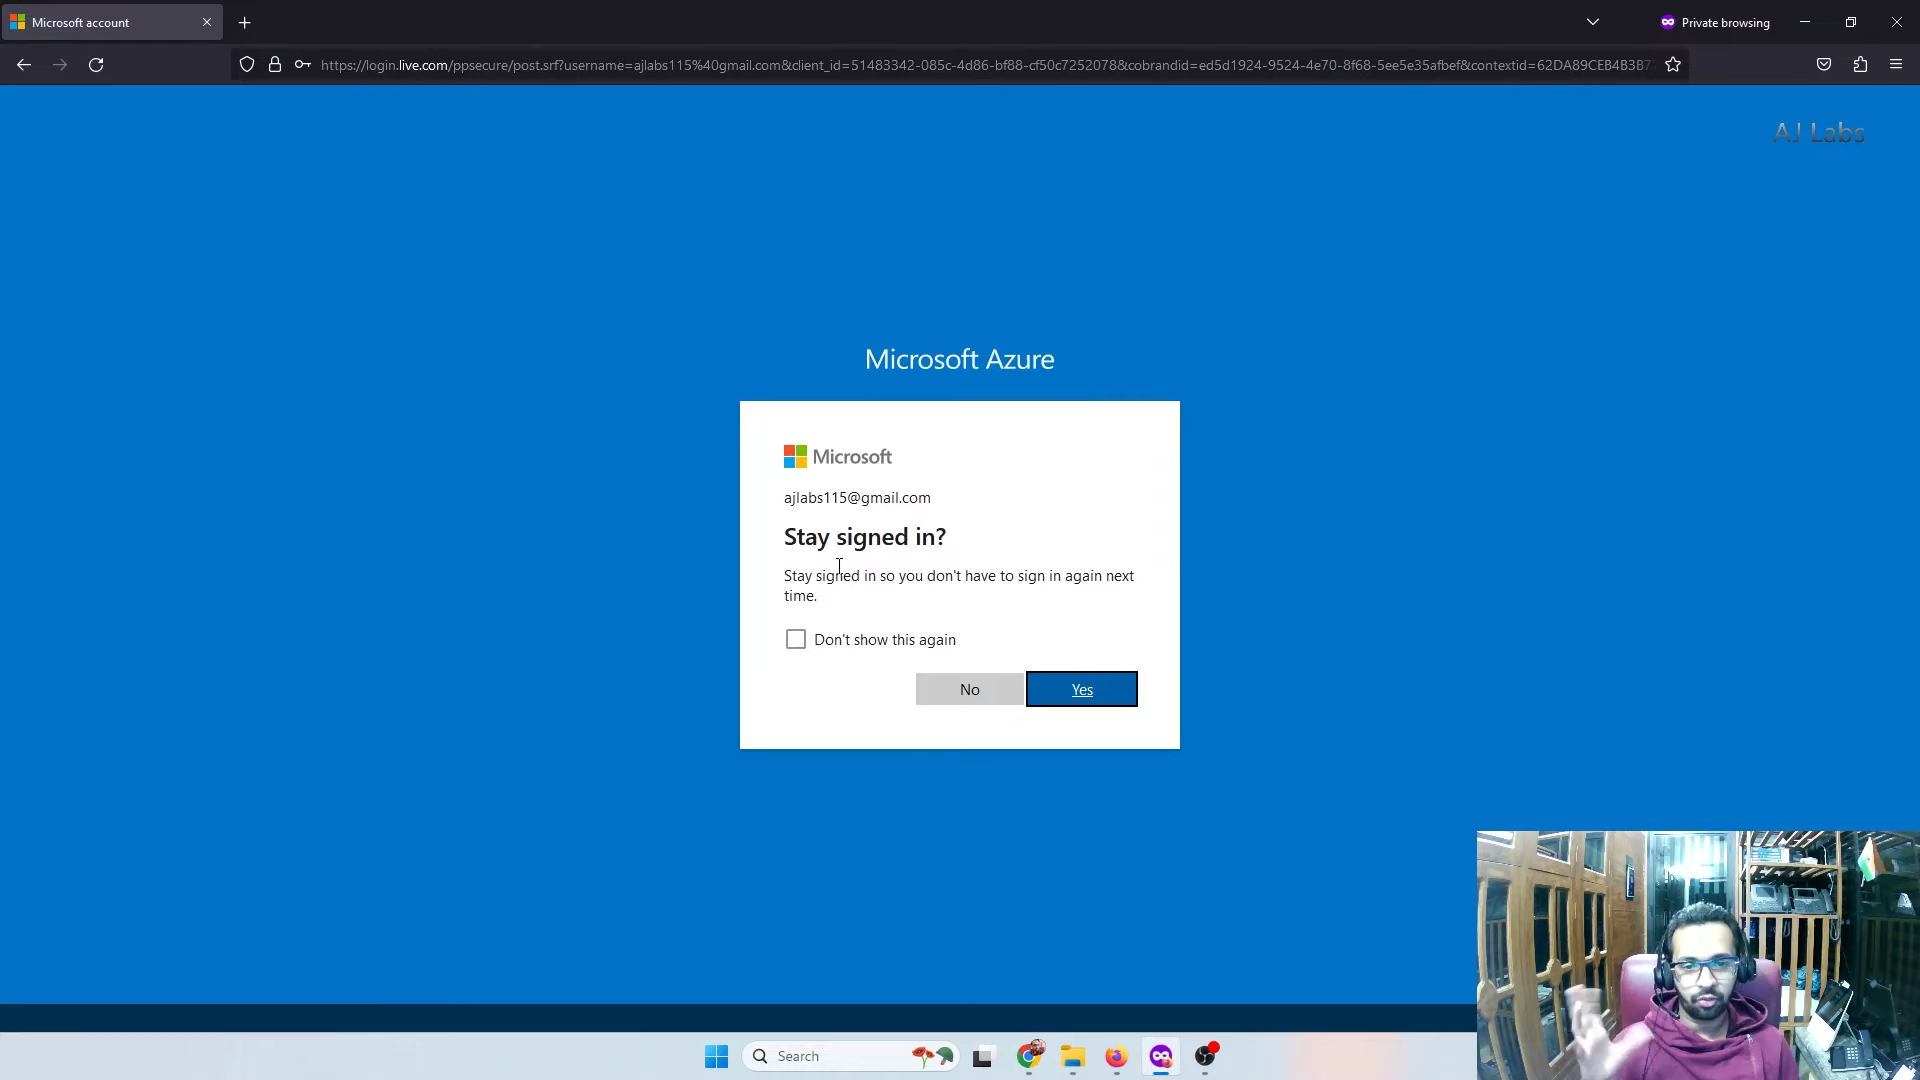 Microsoft account
Private browsing
https://login.live.com/ppsecure/post.srf?username=ajlabs115%40gmail.com&client_id=51483342-085c-4d86-bf88-cf50c7252078&cobrandid=ed5d1924-9524-4e70-8f68-5ee5e35afbef&contextid=62DA89CEB4B3B7
AJ Labs
Microsoft Azure
Microsoft
ajlabs115@gmail.com
Stay signed in?
Stay signed in so you don't have to sign in again next
time.
Don't show this again
No
Yes
Search